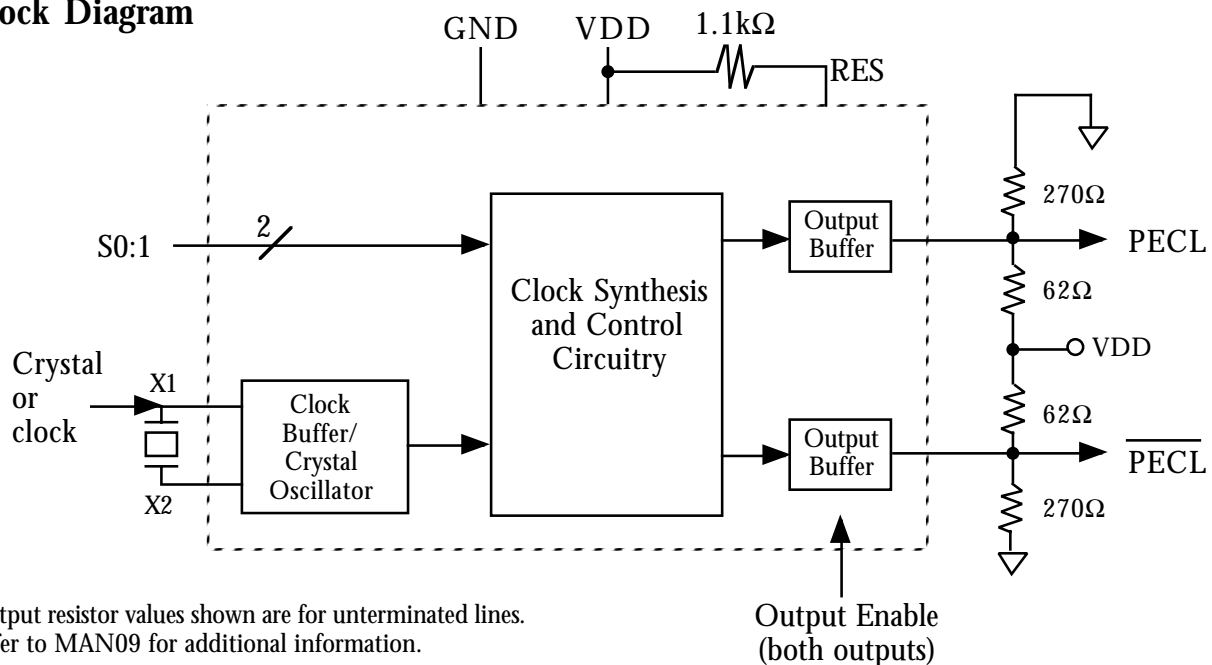 ock Diagram
GND
VDD
1.1kΩ
RES
S0:1
2
Clock Synthesis
and Control
Circuitry
Output
Buffer
270Ω
PECL
62Ω
VDD
62Ω
Crystal
or
clock
X1
X2
Clock
Buffer/
Crystal
Oscillator
Output
Buffer
PECL
270Ω
Output Enable
(both outputs)
tput resistor values shown are for unterminated lines.
fer to MAN09 for additional information.